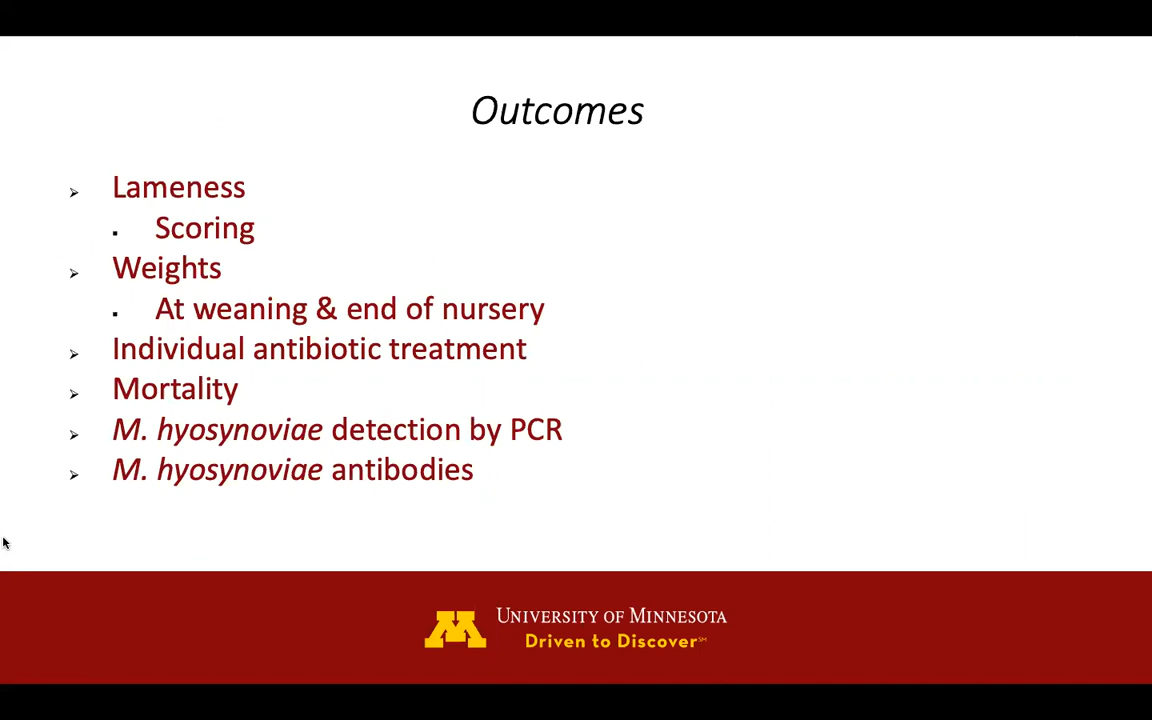 Outcomes
Lameness
Scoring
Weights
At weaning & end of nursery
Individual antibiotic treatment
Mortality
M. hyosynoviae detection by PCR
M. hyosynoviae antibodies
M
UNIVERSITY OF MINNESOTA
Driven to Discover℠